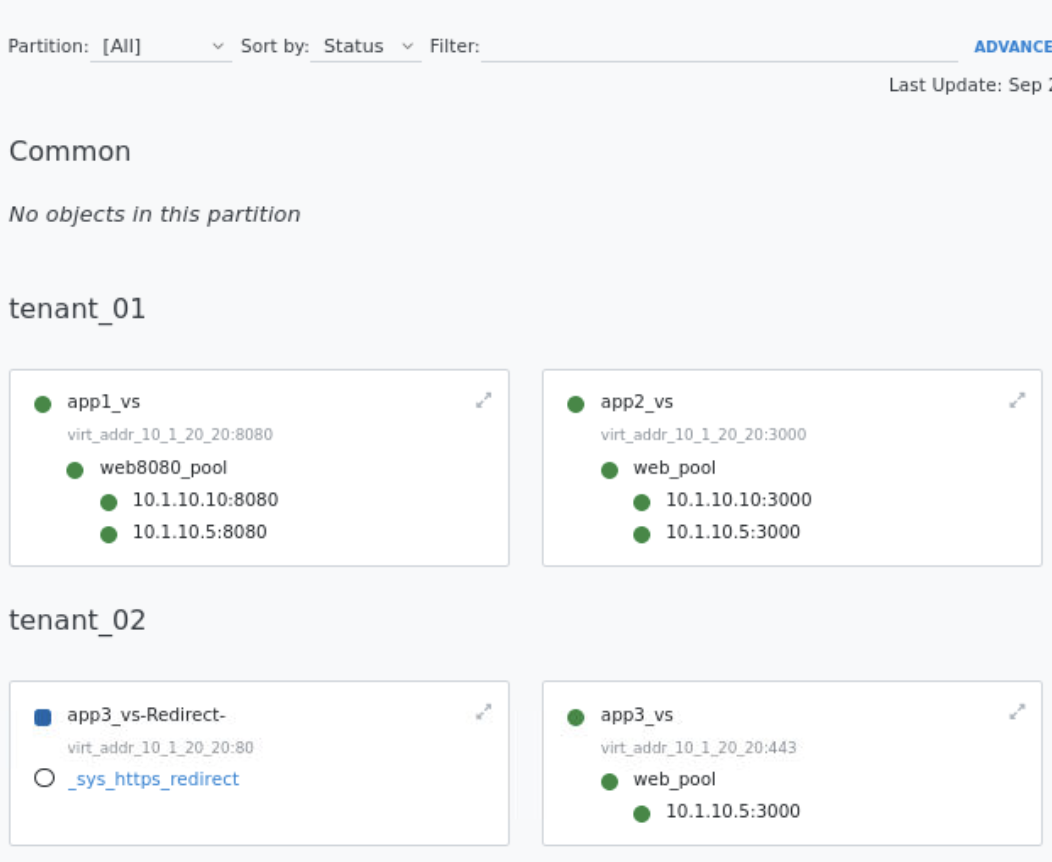 Partition: [All] Sort by: Status Filter: ADVANCE
Last Update: Sep
Common
No objects in this partition
tenant_01
app1_vs
virt_addr_10_1_20_20:8080
web8080_pool
10.1.10.10:8080
10.1.10.5:8080
app2_vs
virt_addr_10_1_20_20:3000
web_pool
10.1.10.10:3000
10.1.10.5:3000
tenant_02
app3_vs-Redirect-
virt_addr_10_1_20_20:80
_sys_https_redirect
app3_vs
virt_addr_10_1_20_20:443
web_pool
10.1.10.5:3000